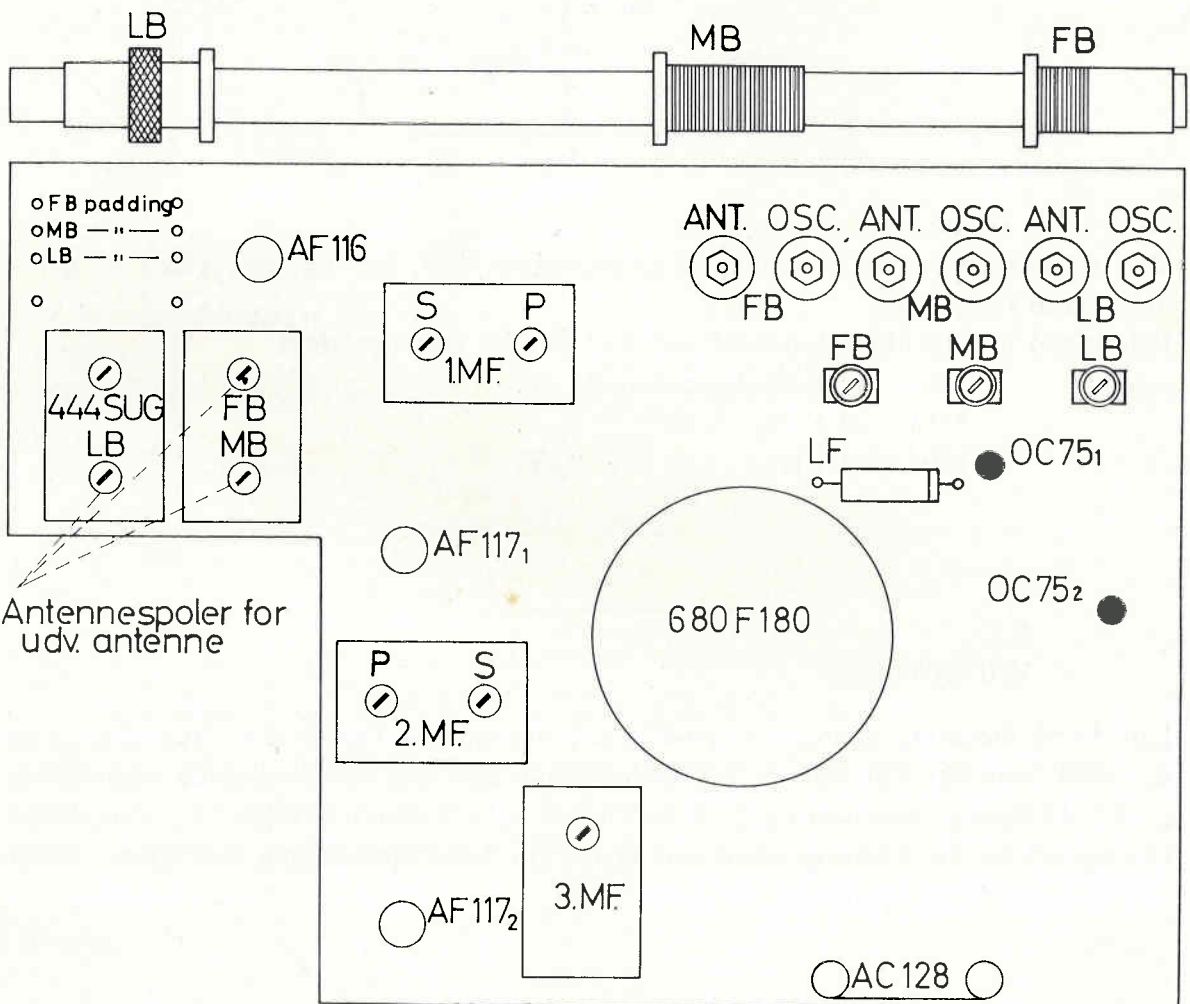 LB
MB
FB
FB padding
MB — " —
LB — " —
AF116
ANT. OSC. ANT. OSC. ANT. OSC.
FB MB LB
FB MB LB
S P
1.MF.
444SUG
LB
FB
MB
LF
OC75₁
AF117₁
680F180
OC75₂
Antennespoler for
udv. antenne
P S
2.MF.
3.MF.
AF117₂
AC128